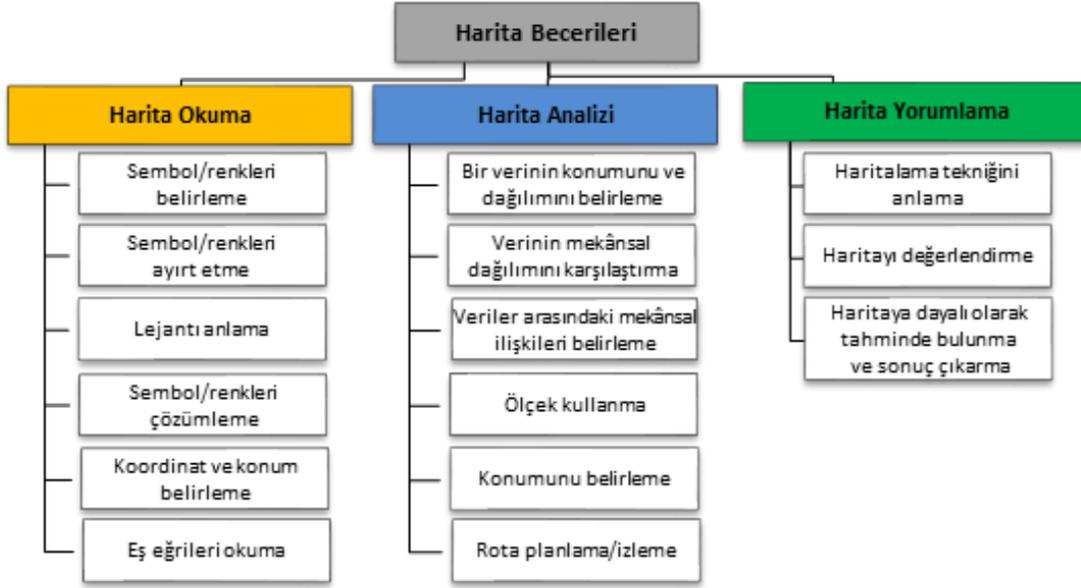 Harita Becerileri
Harita Okuma
Sembol/renkleri
belirleme
Sembol/renkleri
ayırt etme
Lejantı anlama
Sembol/renkleri
çözümleme
Koordinat ve konum
belirleme
Eş eğrileri okuma
Harita Analizi
Bir verinin konumunu ve
dağılımını belirleme
Verinin mekânsal
dağılımını karşılaştırma
Veriler arasındaki mekânsal
ilişkileri belirleme
Ölçek kullanma
Konumunu belirleme
Rota planlama/izleme
Harita Yorumlama
Haritalama tekniğini
anlama
Haritayı değerlendirme
Haritaya dayalı olarak
tahminde bulunma
ve sonuç çıkarma